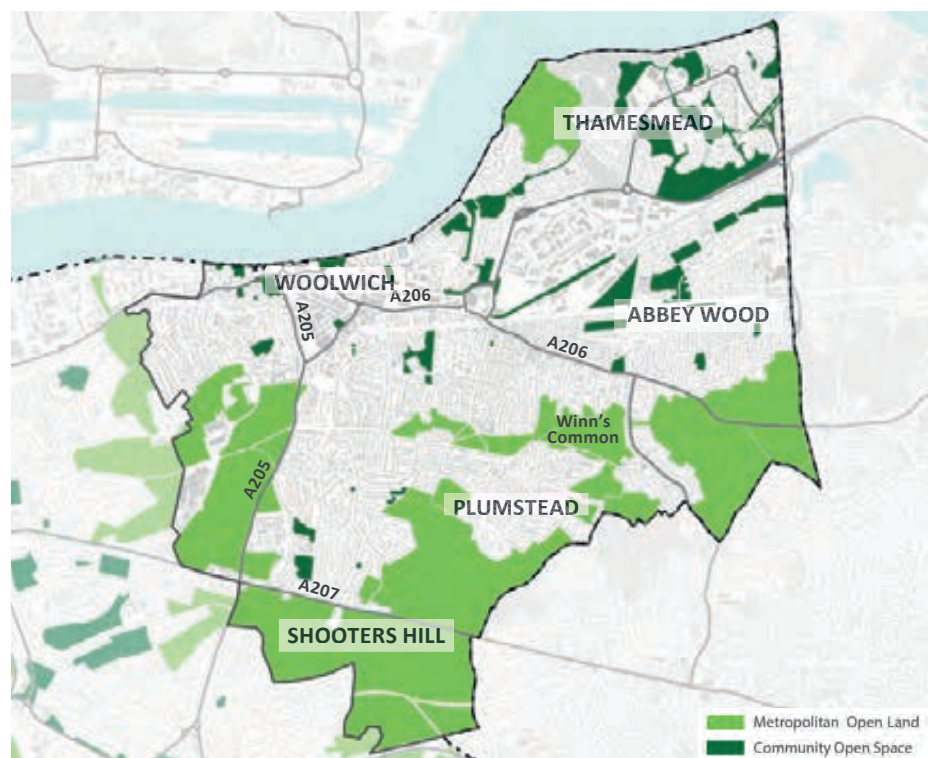 THAMESMEAD
WOOLWICH
A206
A205
ABBEY WOOD
A206
Winn's
Common
A205
PLUMSTEAD
A207
SHOOTERS HILL
Metropolitan Open Land
Community Open Space